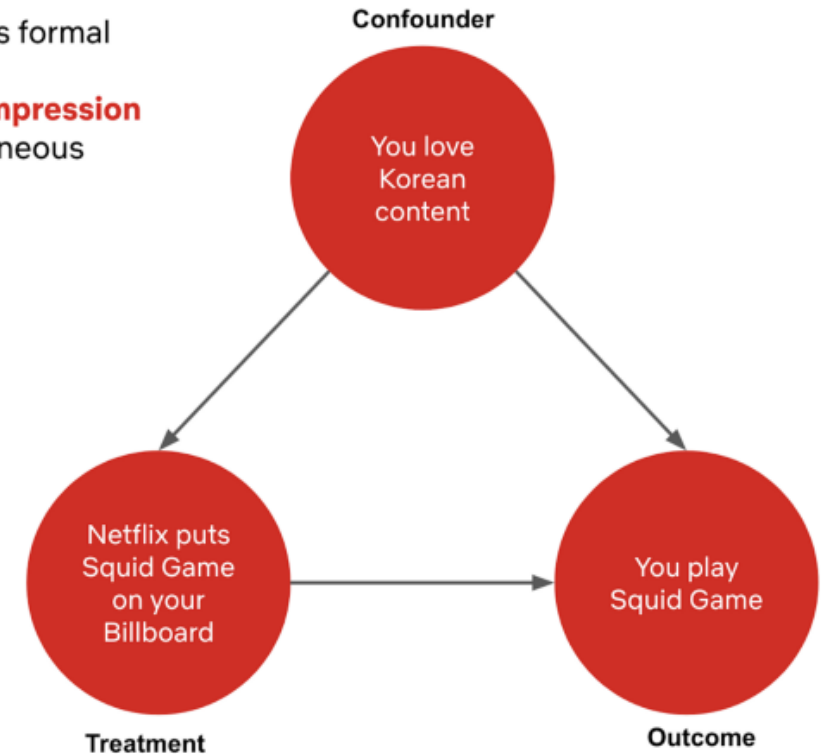 Confounder
s formal
mpression
neous
You love
Korean
content
Netflix puts
Squid Game
on your
Billboard
You play
Squid Game
Treatment
Outcome